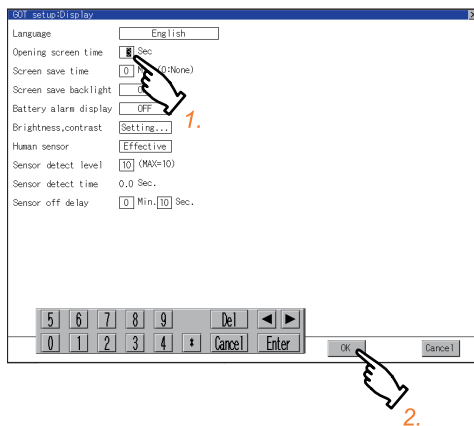 GOT setup:Display
Language English
Opening screen time Sec
Screen save time 0 (0:None)
Screen save backlight
Battery alarm display OFF
1.
Brightness,contrast Setting...
Human sensor Effective
Sensor detect level 10 (MAX=10)
Sensor detect time 0.0 Sec.
Sensor off delay 0 Min. 10 Sec.
5 6 7 8 9 Del ◄ ►
0 1 2 3 4 Cancel Enter
OK Cancel
2.